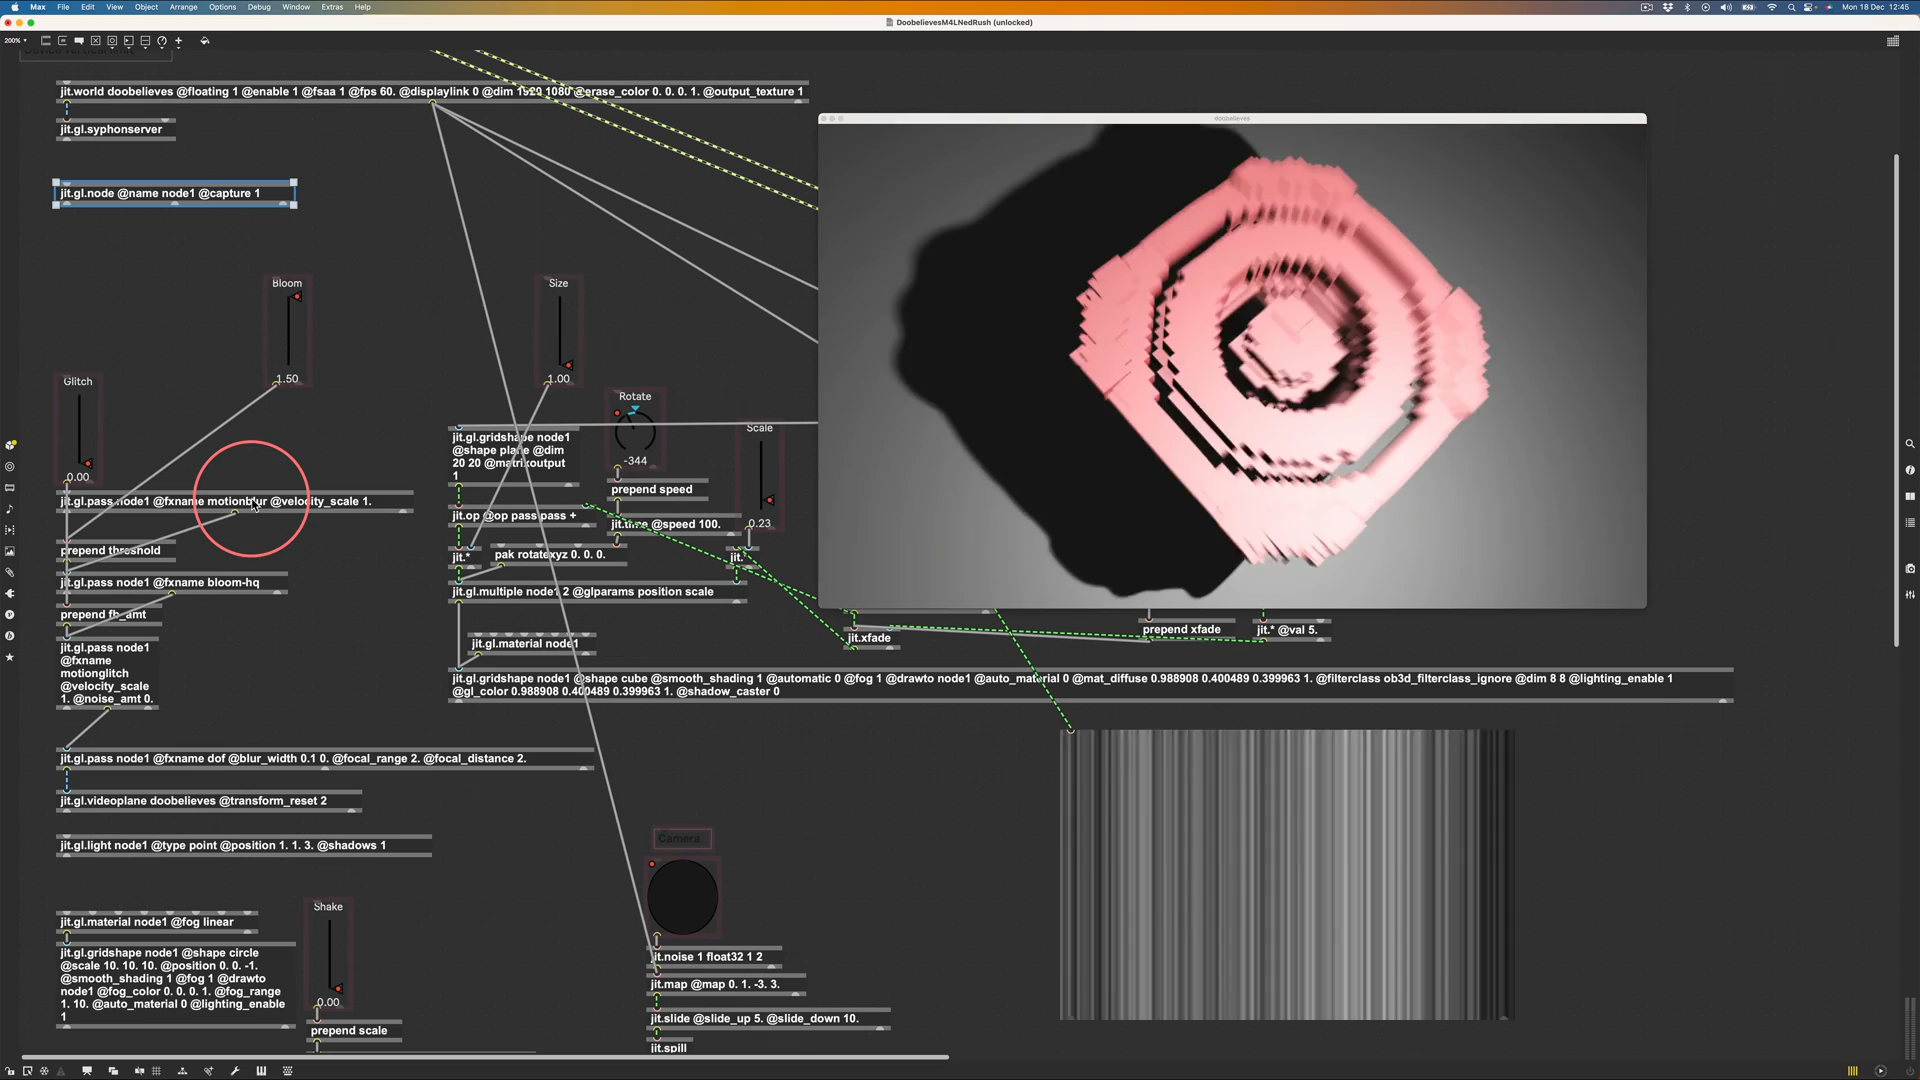 Max File Edit View Object Arrange Options Debug Window Extras Help
Mon 18 Dec 12:45
DoobelievesM4LNedRush (unlocked)
200%
jit.world doobelieves @floating 1 @enable 1 @fsaa 1 @fps 60. @displaylink 0 @dim 1920 1080 @erase_color 0. 0. 0. 1. @output_texture 1
doobelieves
jit.gl.syphonserver
jit.gl.node @name node1 @capture 1
Bloom
1.50
Size
1.00
Glitch
0.00
Rotate
-344
Scale
0.23
jit.gl.gridshape node1
@shape plane @dim
20 20 @matrixoutput
1
prepend speed
jit.gl.pass node1 @fxname motionblur @velocity_scale 1.
jit.op @op pass pass +
jit.time @speed 100.
prepend threshold
jit.*
pak rotatexyz 0. 0. 0.
jit.*
jit.gl.pass node1 @fxname bloom-hq
jit.gl.multiple node1 2 @glparams position scale
prepend fb_amt
jit.xfade
prepend xfade
jit.* @val 5.
jit.gl.material node1
jit.gl.pass node1
@fxname
motionglitch
@velocity_scale
1. @noise_amt 0.
jit.gl.gridshape node1 @shape cube @smooth_shading 1 @automatic 0 @fog 1 @drawto node1 @auto_material 0 @mat_diffuse 0.988908 0.400489 0.399963 1. @filterclass ob3d_filterclass_ignore @dim 8 8 @lighting_enable 1
@gl_color 0.988908 0.400489 0.399963 1. @shadow_caster 0
jit.gl.pass node1 @fxname dof @blur_width 0.1 0. @focal_range 2. @focal_distance 2.
jit.gl.videoplane doobelieves @transform_reset 2
jit.gl.light node1 @type point @position 1. 1. 3. @shadows 1
Camera
jit.gl.material node1 @fog linear
Shake
0.00
jit.gl.gridshape node1 @shape circle
@scale 10. 10. 10. @position 0. 0. -1.
@smooth_shading 1 @fog 1 @drawto
node1 @fog_color 0. 0. 0. 1. @fog_range
1. 10. @auto_material 0 @lighting_enable
1
prepend scale
jit.noise 1 float32 1 2
jit.map @map 0. 1. -3. 3.
jit.slide @slide_up 5. @slide_down 10.
jit.spill